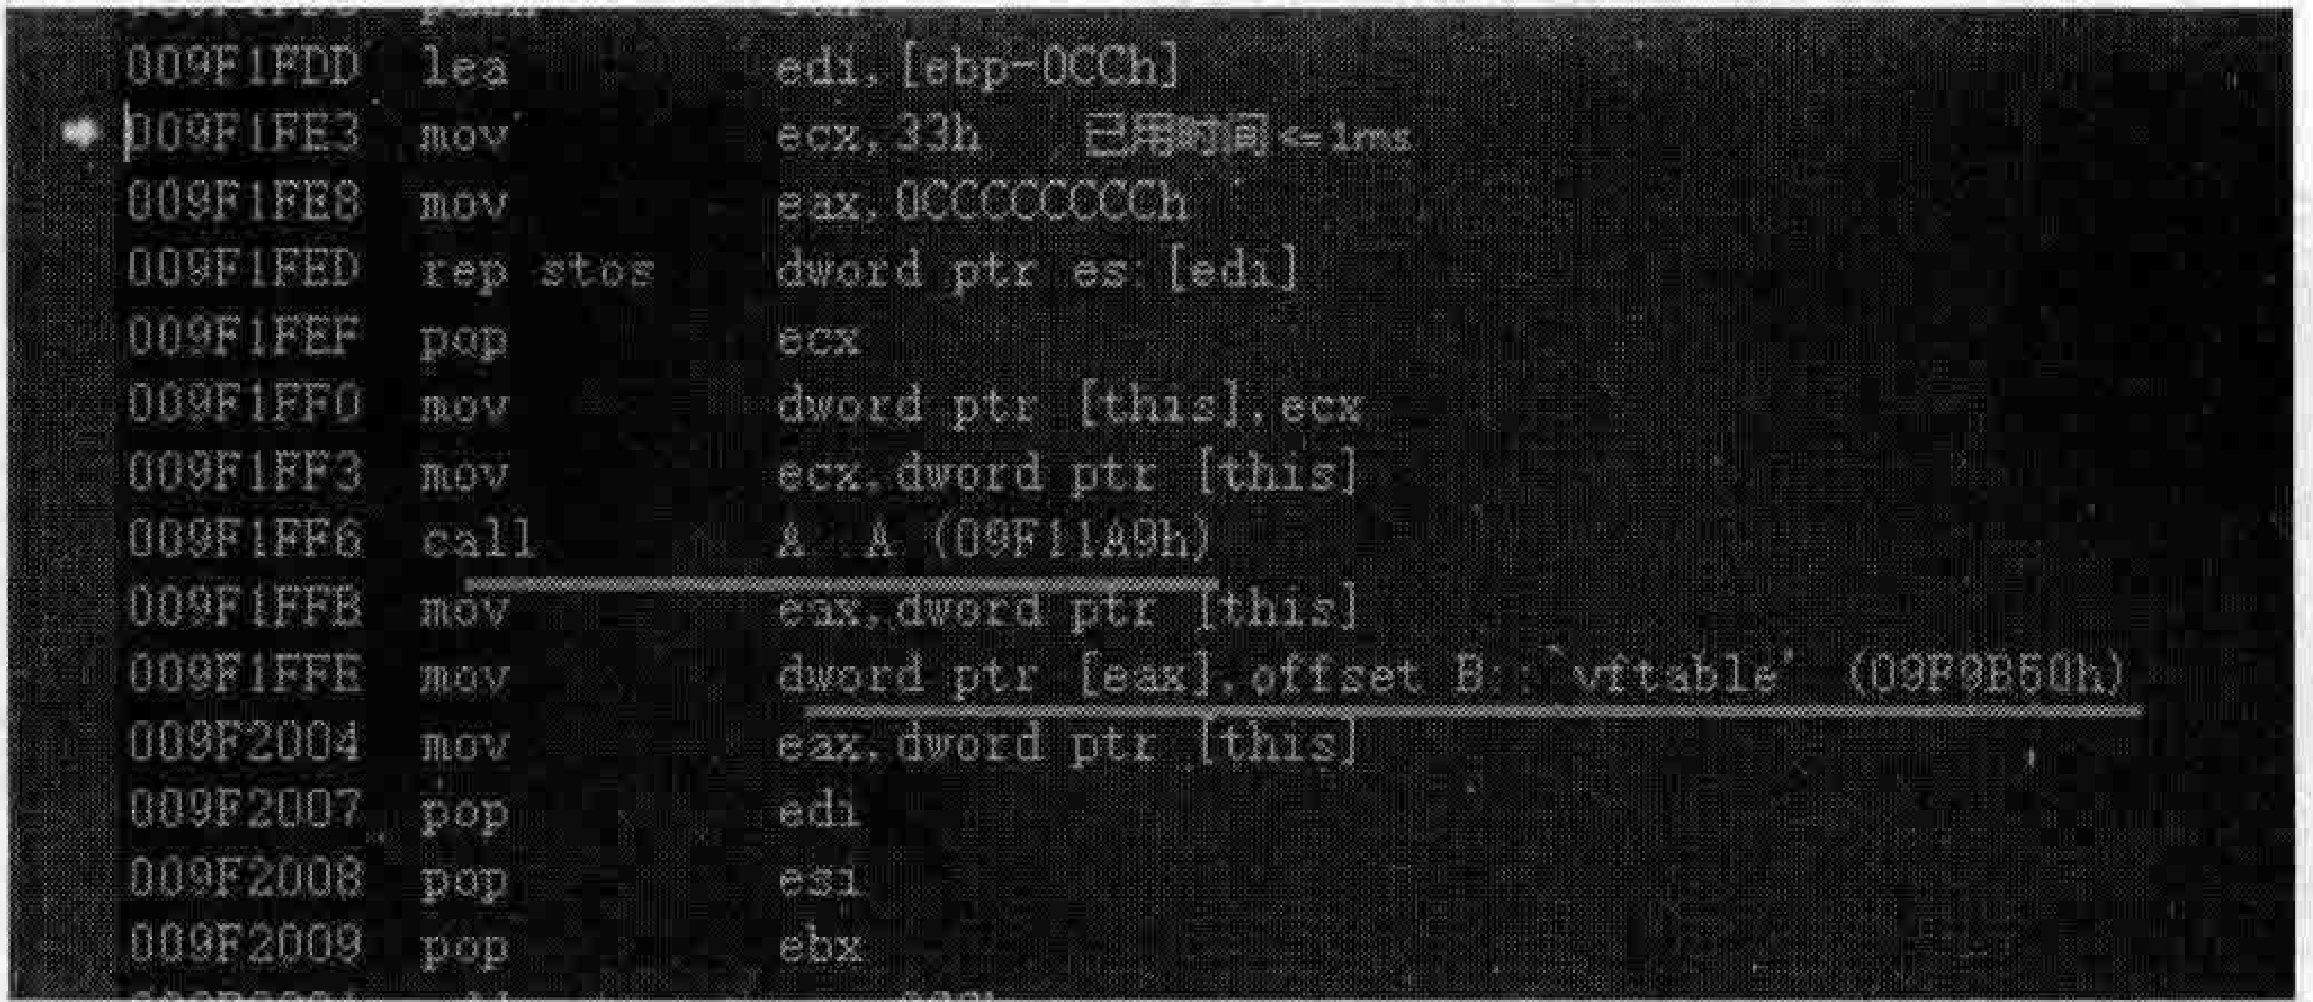 009F1FDD lea edi,[ebp-0CCh]
009F1FE3 mov ecx,33h 已用时间<=1ms
009F1FE8 mov eax,0CCCCCCCCh
009F1FED rep stos dword ptr es:[edi]
009F1FEF pop ecx
009F1FF0 mov dword ptr [this],ecx
009F1FF3 mov ecx,dword ptr [this]
009F1FF6 call A::A (09F11A9h)
009F1FFB mov eax,dword ptr [this]
009F1FFE mov dword ptr [eax],offset B::`vftable' (09F9B50h)
009F2004 mov eax,dword ptr [this]
009F2007 pop edi
009F2008 pop esi
009F2009 pop ebx